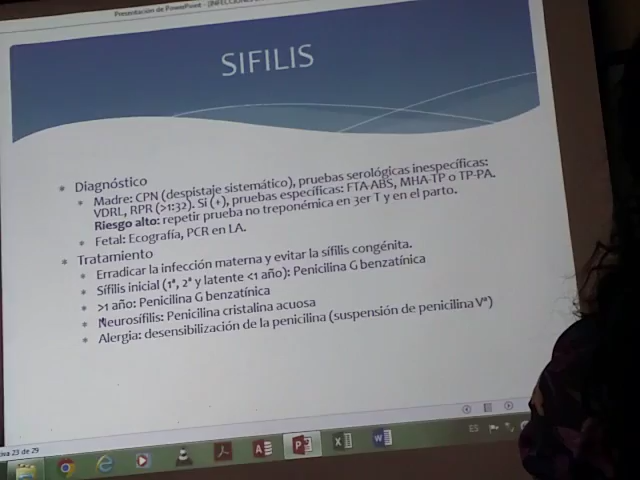 Presentación de PowerPoint - [INFECCIONES
SIFILIS
Diagnóstico
Madre: CPN (despistaje sistemático), pruebas serológicas inespecíficas:
VDRL, RPR (>1:32). Si (+), pruebas específicas: FTA-ABS, MHA-TP o TP-PA.
Riesgo alto: repetir prueba no treponémica en 3er T y en el parto.
Fetal: Ecografía, PCR en LA.
Tratamiento
Erradicar la infección materna y evitar la sífilis congénita.
Sífilis inicial (1ª, 2ª y latente <1 año): Penicilina G benzatínica
>1 año: Penicilina G benzatínica
Neurosífilis: Penicilina cristalina acuosa
Alergia: desensibilización de la penicilina (suspensión de penicilina Vª)
iva 23 de 29
ES